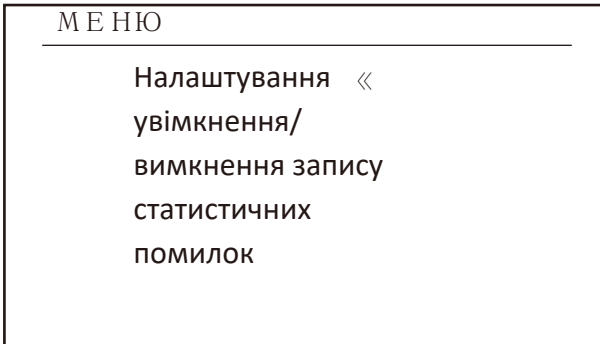 МЕНЮ
Налаштування «
увімкнення/
вимкнення запису
статистичних
помилок